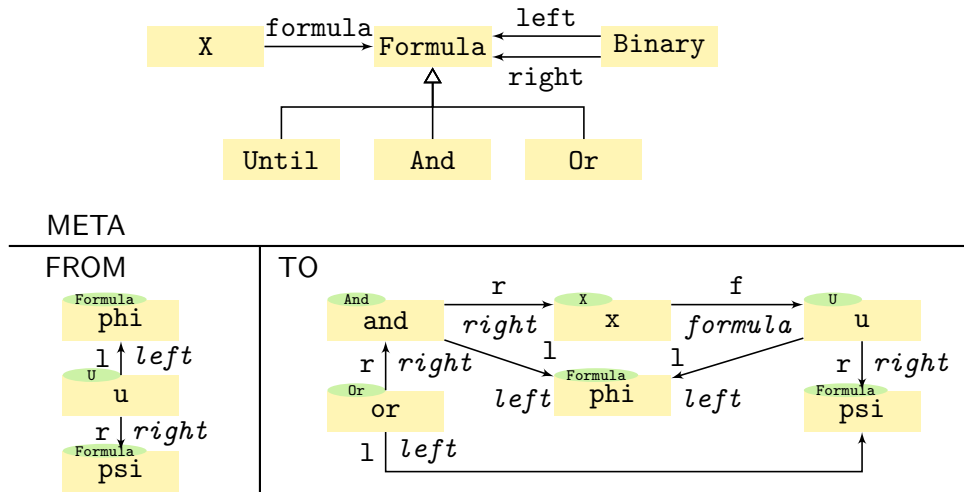 formula
left
X
Formula
Binary
right
Until
And
Or
META
FROM
TO
Formula
phi
l
left
U
u
r
right
Formula
psi
And
and
r
right
X
x
f
formula
U
u
r
right
l
left
Formula
phi
l
left
r
right
Formula
psi
Or
or
l
left